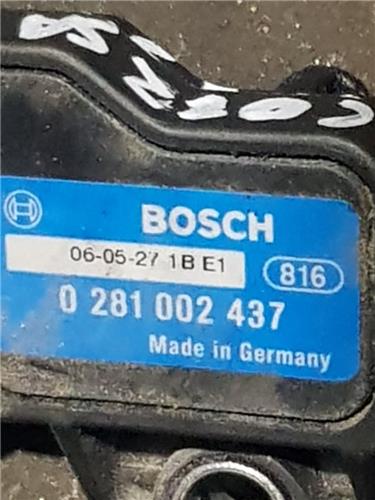 BOSCH
06-05-27 1B E1
816
0 281 002 437
Made in Germany